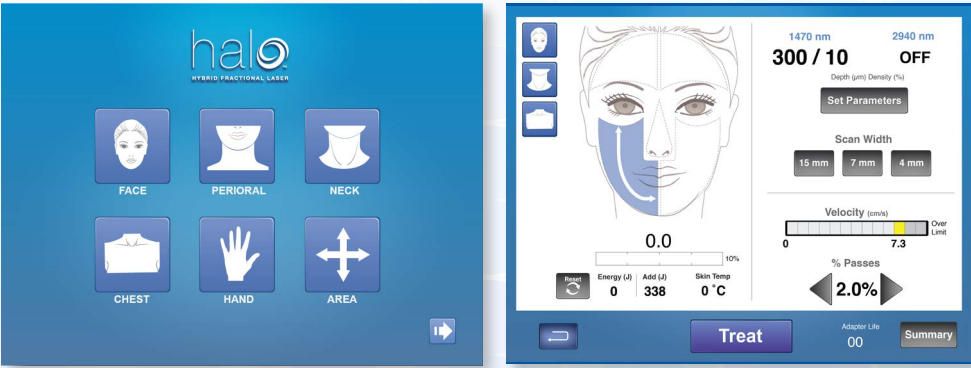 halo
HYBRID FRACTIONAL LASER
FACE
PERIORAL
NECK
CHEST
HAND
AREA
1470 nm
2940 nm
300 / 10
OFF
Depth (μm) Density (%)
Set Parameters
Scan Width
15 mm
7 mm
4 mm
Velocity (cm/s)
Over
Limit
0
7.3
% Passes
2.0%
0.0
10%
Reset
Energy (J)
Add (J)
Skin Temp
0
338
0 °C
Treat
Adapter Life
00
Summary